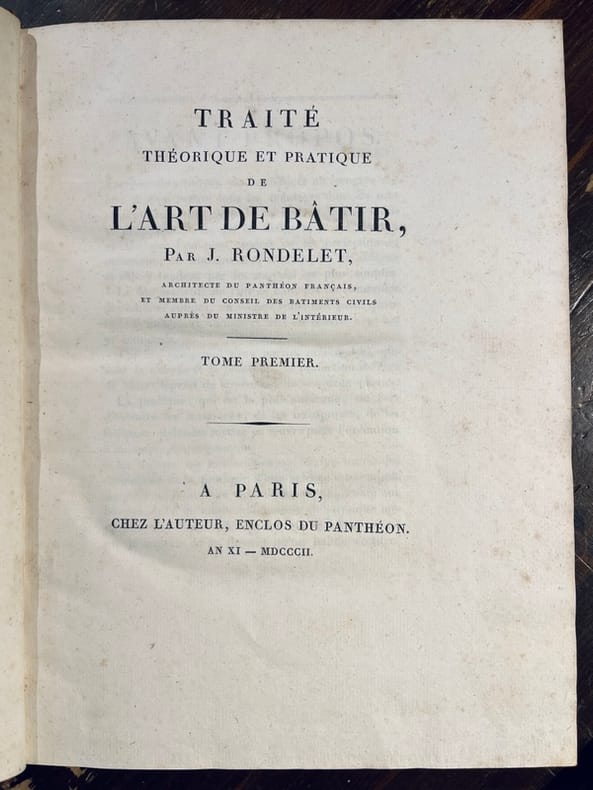 TRAITÉ
THÉORIQUE ET PRATIQUE
DE
L'ART DE BÂTIR,
PAR J. RONDELET,
ARCHITECTE DU PANTHÉON FRANÇAIS,
ET MEMBRE DU CONSEIL DES BATIMENTS CIVILS
AUPRÈS DU MINISTRE DE L'INTÉRIEUR.
TOME PREMIER.
A PARIS,
CHEZ L'AUTEUR, ENCLOS DU PANTHÉON.
AN XI — MDCCCII.